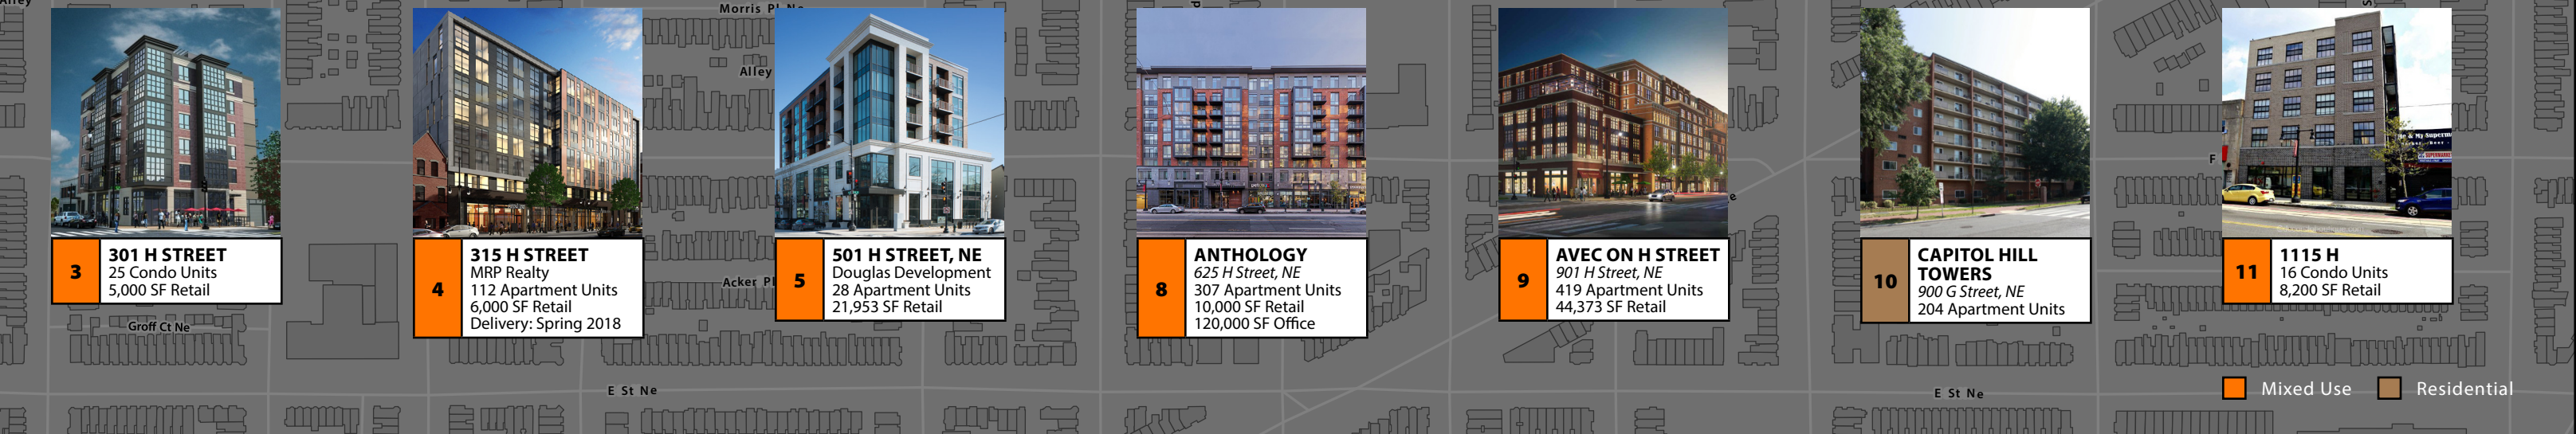 Alley
Morris Pl Ne
Alley
3
301 H STREET
25 Condo Units
5,000 SF Retail
4
315 H STREET
MRP Realty
112 Apartment Units
6,000 SF Retail
Delivery: Spring 2018
5
501 H STREET, NE
Douglas Development
28 Apartment Units
21,953 SF Retail
8
ANTHOLOGY
625 H Street, NE
307 Apartment Units
10,000 SF Retail
120,000 SF Office
9
AVEC ON H STREET
901 H Street, NE
419 Apartment Units
44,373 SF Retail
10
CAPITOL HILL
TOWERS
900 G Street, NE
204 Apartment Units
11
1115 H
16 Condo Units
8,200 SF Retail
F
Acker Pl
Groff Ct Ne
E St Ne
E St Ne
Mixed Use
Residential